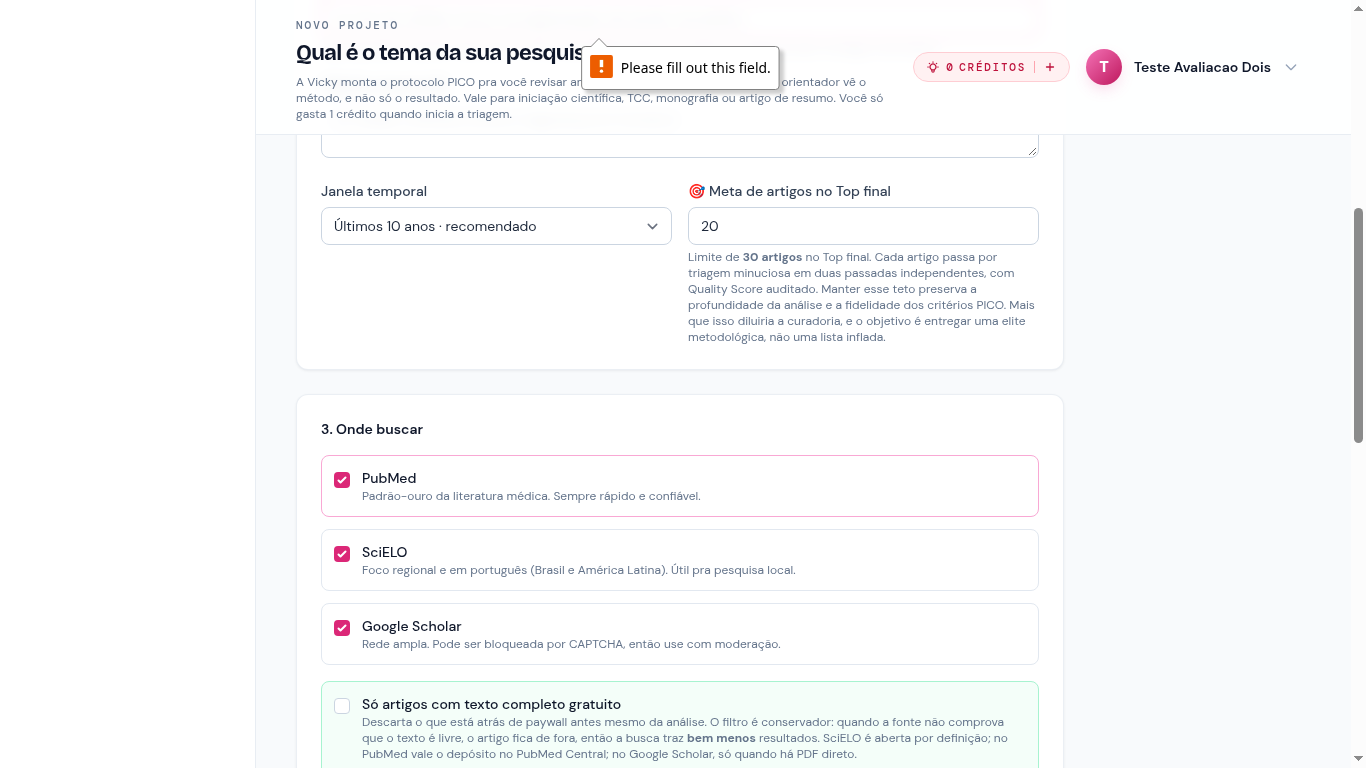 NOVO PROJETO
Qual é o tema da sua pesquis
Please fill out this field.
0 CRÉDITOS
+
T
Teste Avaliacao Dois
A Vicky monta o protocolo PICO pra você revisar an
orientador vê o
método, e não só o resultado. Vale para iniciação científica, TCC, monografia ou artigo de resumo. Você só
gasta 1 crédito quando inicia a triagem.
Janela temporal
Últimos 10 anos · recomendado
🎯 Meta de artigos no Top final
20
Limite de 30 artigos no Top final. Cada artigo passa por
triagem minuciosa em duas passadas independentes, com
Quality Score auditado. Manter esse teto preserva a
profundidade da análise e a fidelidade dos critérios PICO. Mais
que isso diluiria a curadoria, e o objetivo é entregar uma elite
metodológica, não uma lista inflada.
3. Onde buscar
PubMed
Padrão-ouro da literatura médica. Sempre rápido e confiável.
SciELO
Foco regional e em português (Brasil e América Latina). Útil pra pesquisa local.
Google Scholar
Rede ampla. Pode ser bloqueada por CAPTCHA, então use com moderação.
Só artigos com texto completo gratuito
Descarta o que está atrás de paywall antes mesmo da análise. O filtro é conservador: quando a fonte não comprova
que o texto é livre, o artigo fica de fora, então a busca traz bem menos resultados. SciELO é aberta por definição; no
PubMed vale o depósito no PubMed Central; no Google Scholar, só quando há PDF direto.